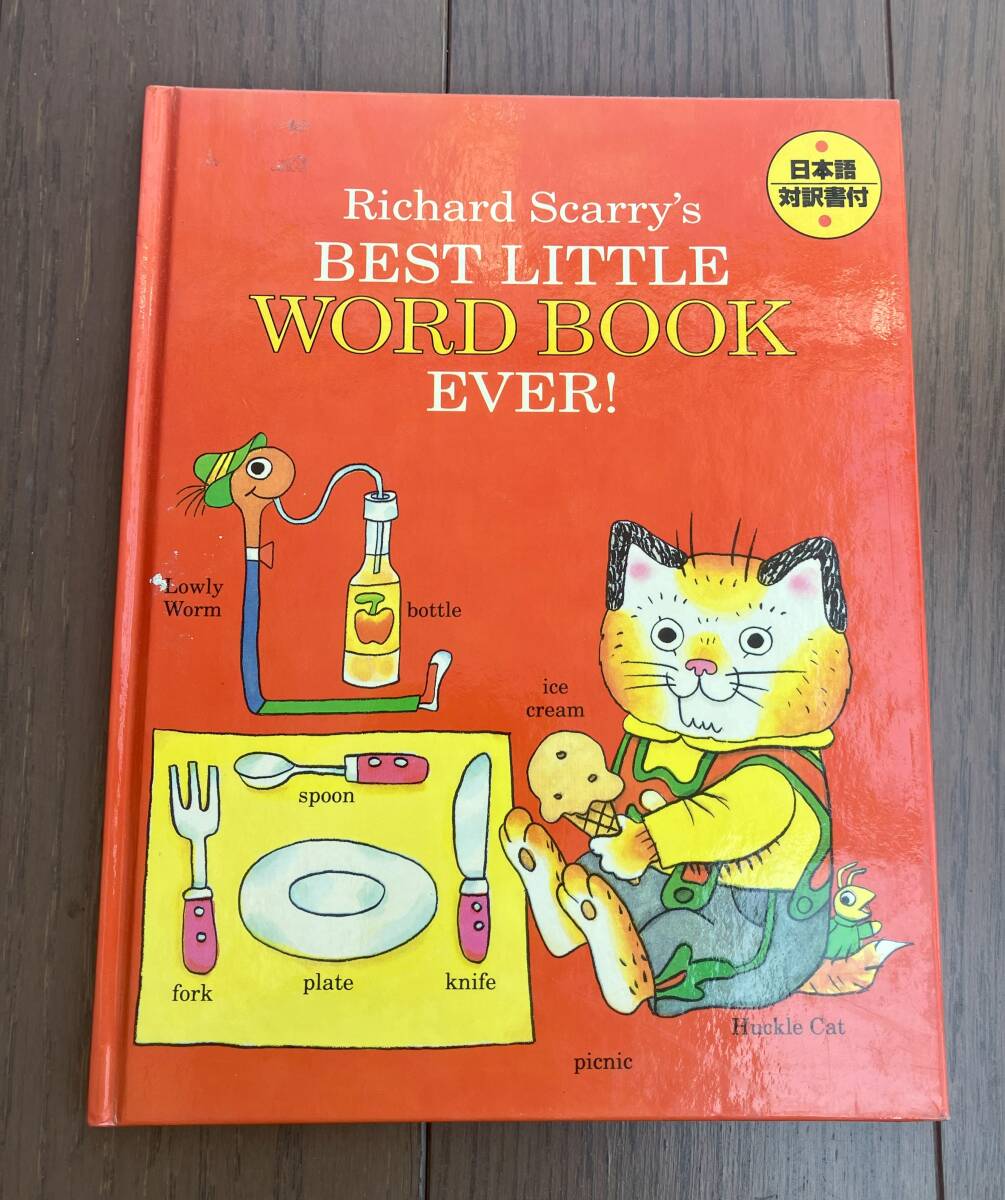 日本語
対訳書付
Richard Scarry's
BEST LITTLE
WORD BOOK
EVER!
Lowly
Worm
bottle
ice
cream
spoon
fork
plate
knife
Huckle Cat
picnic